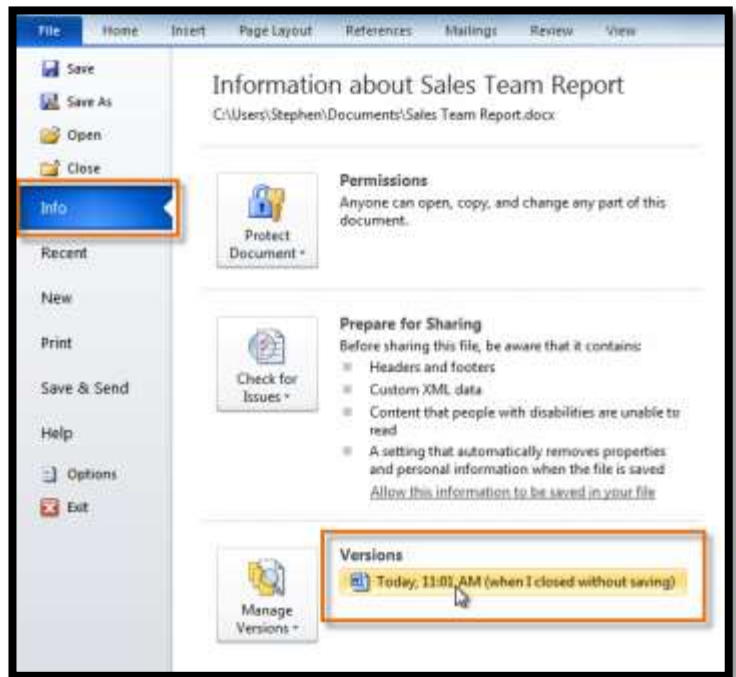 File Home Insert Page Layout References Mailings Review View
Save
Save As
Open
Close
Info
Recent
New
Print
Save & Send
Help
Options
Exit
Information about Sales Team Report
C:\Users\Stephen\Documents\Sales Team Report.docx
Protect
Document
Permissions
Anyone can open, copy, and change any part of this
document.
Check for
Issues
Prepare for Sharing
Before sharing this file, be aware that it contains:
Headers and footers
Custom XML data
Content that people with disabilities are unable to
read
A setting that automatically removes properties
and personal information when the file is saved
Allow this information to be saved in your file
Manage
Versions
Versions
Today, 11:01 AM (when I closed without saving)